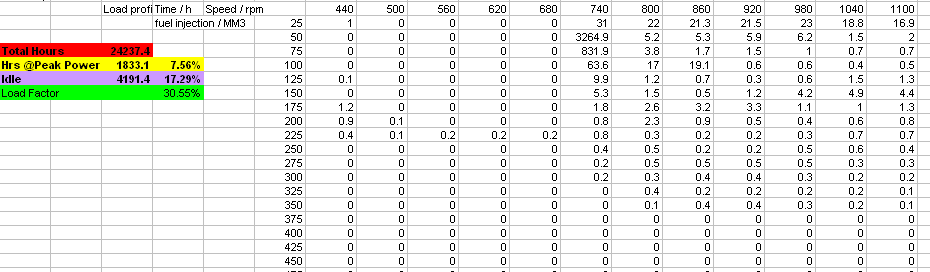 Load profi Time / h Speed / rpm 440 500 560 620 680 740 800 860 920 980 1040 1100
fuel injection / MM3 25 1 0 0 0 0 31 22 21.3 21.5 23 18.8 16.9
50 0 0 0 0 0 3264.9 5.2 5.3 5.9 6.2 1.5 2
Total Hours 24237.4 75 0 0 0 0 0 831.9 3.8 1.7 1.5 1 0.7 0.7
Hrs @Peak Power 1833.1 7.56% 100 0 0 0 0 0 63.6 17 19.1 0.6 0.6 0.4 0.5
Idle 4191.4 17.29% 125 0.1 0 0 0 0 9.9 1.2 0.7 0.3 0.6 1.5 1.3
Load Factor 30.55% 150 0 0 0 0 0 5.3 1.5 0.5 1.2 4.2 4.9 4.4
175 1.2 0 0 0 0 1.8 2.6 3.2 3.3 1.1 1 1.3
200 0.9 0.1 0 0 0 0.8 2.3 0.9 0.5 0.4 0.6 0.8
225 0.4 0.1 0.2 0.2 0.2 0.8 0.3 0.2 0.2 0.3 0.7 0.7
250 0 0 0 0 0 0.4 0.5 0.2 0.2 0.5 0.6 0.4
275 0 0 0 0 0 0.2 0.5 0.5 0.5 0.5 0.3 0.3
300 0 0 0 0 0 0.2 0.3 0.4 0.4 0.3 0.2 0.2
325 0 0 0 0 0 0 0.4 0.2 0.2 0.2 0.2 0.1
350 0 0 0 0 0 0 0.1 0.4 0.4 0.3 0.2 0.1
375 0 0 0 0 0 0 0 0 0 0 0 0
400 0 0 0 0 0 0 0 0 0 0 0 0
425 0 0 0 0 0 0 0 0 0 0 0 0
450 0 0 0 0 0 0 0 0 0 0 0 0